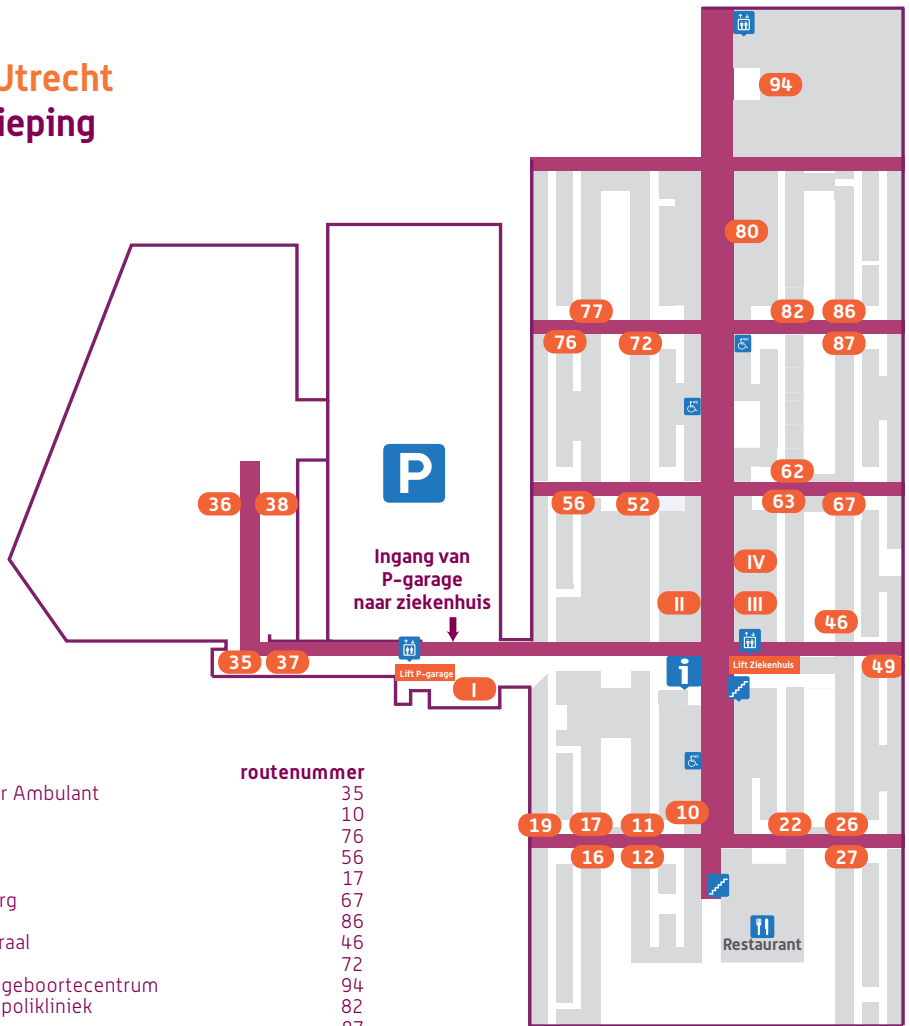 Utrecht
ieping
94
80
77
82
86
76
72
87
62
36
38
P
56
52
63
67
Ingang van
P-garage
naar ziekenhuis
IV
II
III
46
35
37
Lift P-garage
I
i
Lift Ziekenhuis
49
routenummer
r Ambulant 35
10
76
56
17
rg 67
86
raal 46
72
geboortecentrum 94
polikliniek 82
10
19
17
11
22
26
16
12
27
Restaurant